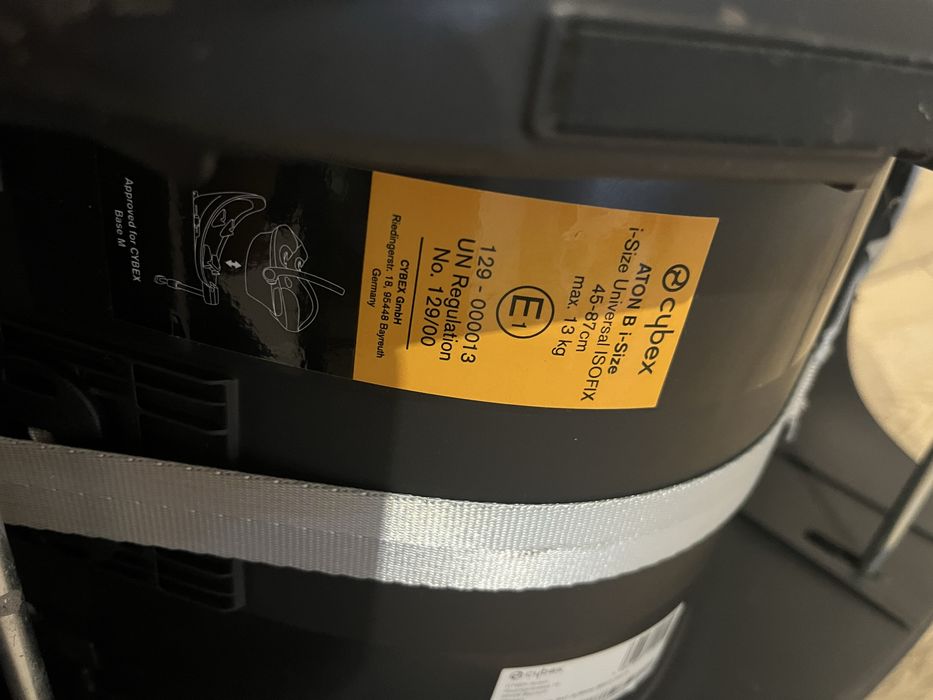 cybex
ATON B i-Size
i-Size Universal ISOFIX
45-87cm
max. 13 kg
E1
129 - 000013
UN Regulation
No. 129/00
CYBEX GmbH
Riedingerstr. 18, 95448 Bayreuth
Germany
Approved for CYBEX
Base M
cybex